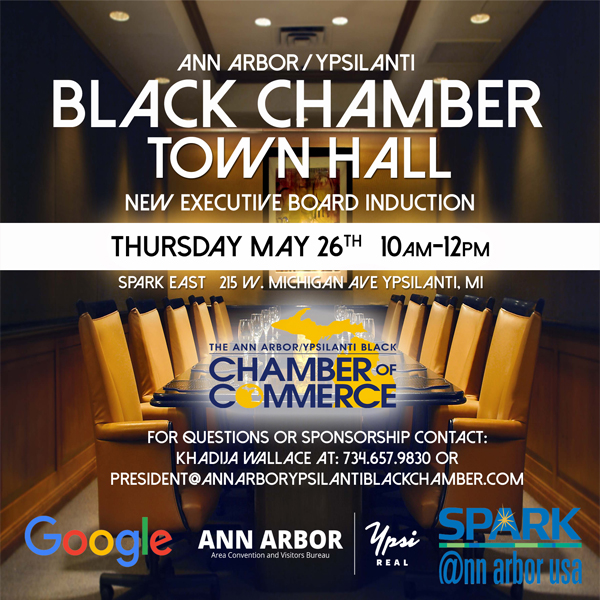 ANN ARBOR/YPSILANTI
BLACK CHAMBER
TOWN HALL
NEW EXECUTIVE BOARD INDUCTION
THURSDAY MAY 26TH 10AM-12PM
SPARK EAST 215 W. MICHIGAN AVE YPSILANTI, MI
THE ANN ARBOR/YPSILANTI BLACK
CHAMBER OF
COMMERCE
FOR QUESTIONS OR SPONSORSHIP CONTACT:
KHADIJA WALLACE AT: 734.657.9830 OR
PRESIDENT@ANNARBORYPSILANTIBLACKCHAMBER.COM
Google
ANN ARBOR
Area Convention and Visitors Bureau
Ypsi
REAL
SPARK
@nn arbor usa